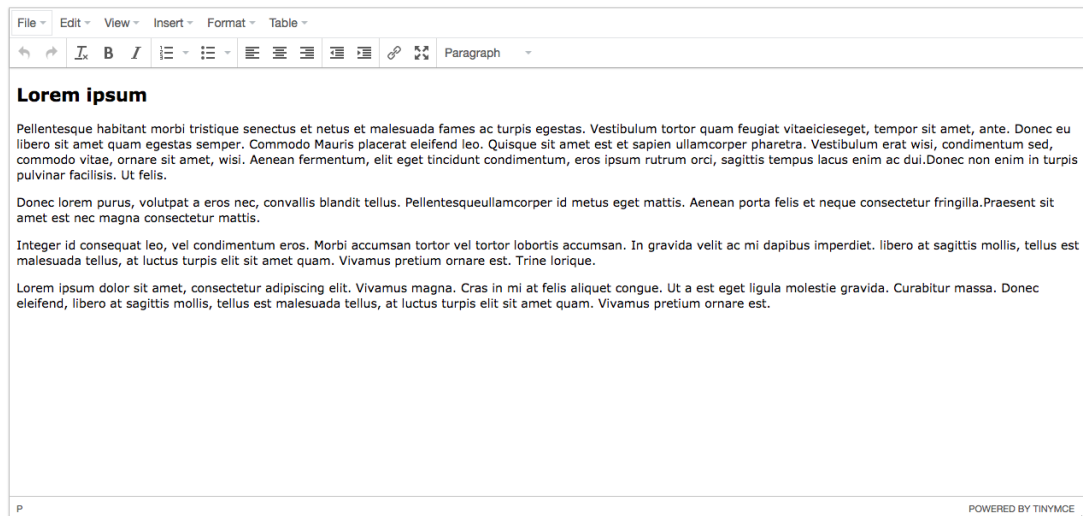 File Edit View Insert Format Table
Paragraph
Lorem ipsum
Pellentesque habitant morbi tristique senectus et netus et malesuada fames ac turpis egestas. Vestibulum tortor quam feugiat vitaeicieseget, tempor sit amet, ante. Donec eu
libero sit amet quam egestas semper. Commodo Mauris placerat eleifend leo. Quisque sit amet est et sapien ullamcorper pharetra. Vestibulum erat wisi, condimentum sed,
commodo vitae, ornare sit amet, wisi. Aenean fermentum, elit eget tincidunt condimentum, eros ipsum rutrum orci, sagittis tempus lacus enim ac dui.Donec non enim in turpis
pulvinar facilisis. Ut felis.
Donec lorem purus, volutpat a eros nec, convallis blandit tellus. Pellentesqueullamcorper id metus eget mattis. Aenean porta felis et neque consectetur fringilla.Praesent sit
amet est nec magna consectetur mattis.
Integer id consequat leo, vel condimentum eros. Morbi accumsan tortor vel tortor lobortis accumsan. In gravida velit ac mi dapibus imperdiet. libero at sagittis mollis, tellus est
malesuada tellus, at luctus turpis elit sit amet quam. Vivamus pretium ornare est. Trine lorique.
Lorem ipsum dolor sit amet, consectetur adipiscing elit. Vivamus magna. Cras in mi at felis aliquet congue. Ut a est eget ligula molestie gravida. Curabitur massa. Donec
eleifend, libero at sagittis mollis, tellus est malesuada tellus, at luctus turpis elit sit amet quam. Vivamus pretium ornare est.
P POWERED BY TINYMCE